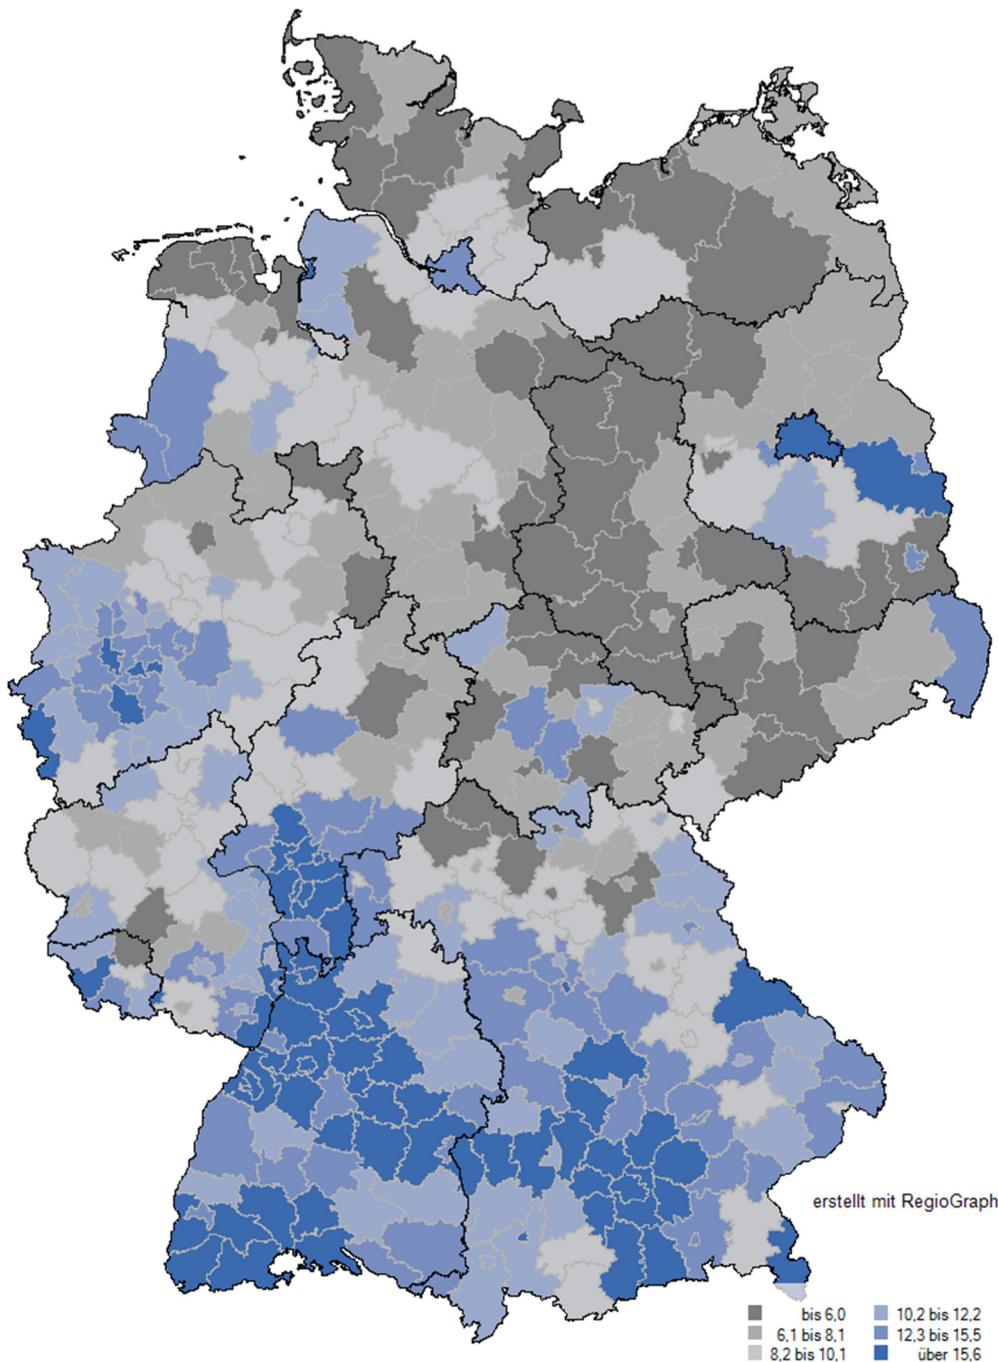 erstellt mit RegioGraph
bis 6,0
6,1 bis 8,1
8,2 bis 10,1
10,2 bis 12,2
12,3 bis 15,5
über 15,6